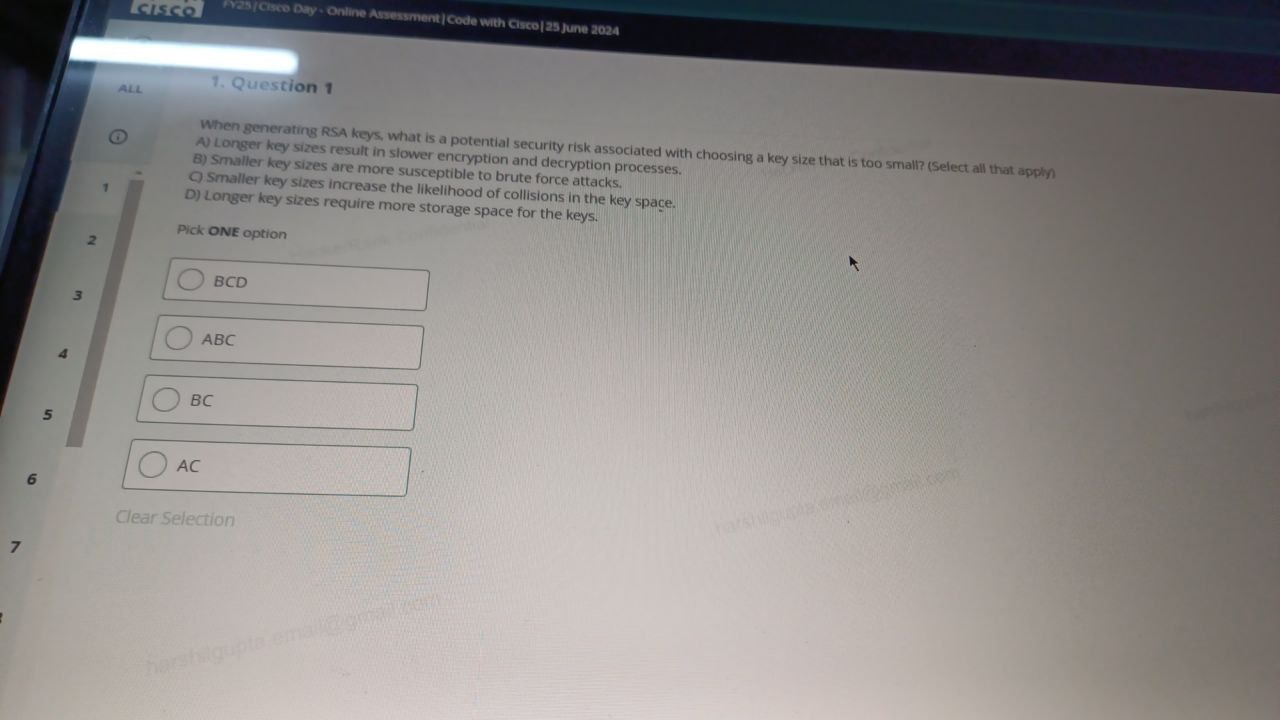 CISCO
FY25|Cisco Day - Online Assessment|Code with Cisco|25 June 2024
ALL
1. Question 1
When generating RSA keys, what is a potential security risk associated with choosing a key size that is too small? (Select all that apply)
A) Longer key sizes result in slower encryption and decryption processes.
B) Smaller key sizes are more susceptible to brute force attacks.
C) Smaller key sizes increase the likelihood of collisions in the key space.
D) Longer key sizes require more storage space for the keys.
Pick ONE option
BCD
ABC
BC
AC
Clear Selection
1
2
3
4
5
6
7
harshilgupta.email@gmail.com
harshilgupta.email@gmail.com